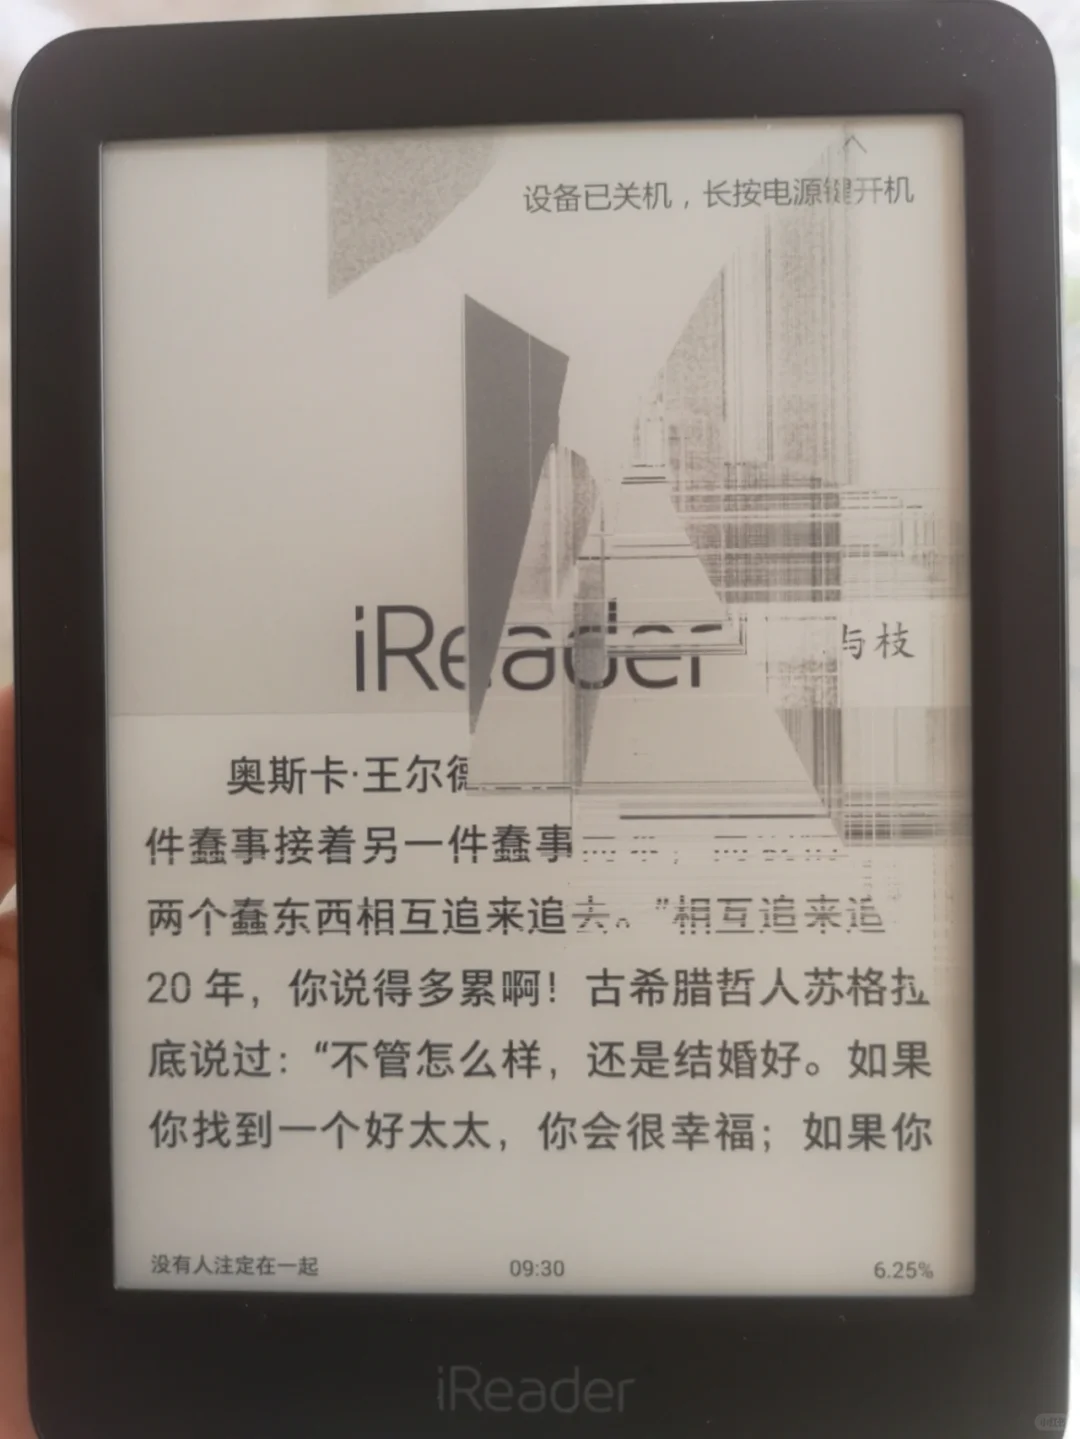 设备已关机，长按电源键开机
iReader
与枝
奥斯卡·王尔德
件蠢事接着另一件蠢事
两个蠢东西相互追来追去。”相互追来追
20 年，你说得多累啊！古希腊哲人苏格拉
底说过：“不管怎么样，还是结婚好。如果
你找到一个好太太，你会很幸福；如果你
没有人注定在一起
09:30
6.25%
iReader